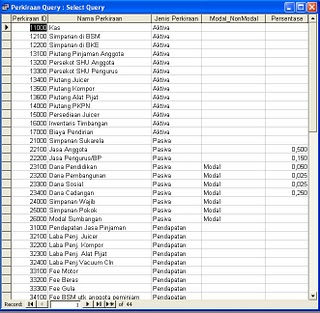 Perkiraan Query : Select Query
Perkiraan ID Nama Perkiraan Jenis Perkiraan Modal_NonModal Persentase
11000 Kas Aktiva
12100 Simpanan di BSM Aktiva
12200 Simpanan di BKE Aktiva
13100 Piutang Pinjaman Anggota Aktiva
13200 Persekot SHU Anggota Aktiva
13300 Persekot SHU Pengurus Aktiva
13400 Piutang Juicer Aktiva
13500 Piutang Kompor Aktiva
13600 Piutang Alat Pijat Aktiva
14000 Piutang PKPN Aktiva
15000 Persediaan Juicer Aktiva
16000 Inventaris Timbangan Aktiva
17000 Biaya Pendirian Aktiva
21000 Simpanan Sukarela Pasiva
22100 Jasa Anggota Pasiva 0,500
22200 Jasa Pengurus/BP Pasiva 0,150
23100 Dana Pendidikan Pasiva Modal 0,050
23200 Dana Pembangunan Pasiva Modal 0,025
23300 Dana Sosial Pasiva Modal 0,025
23400 Dana Cadangan Pasiva Modal 0,250
24000 Simpanan Wajib Pasiva Modal
25000 Simpanan Pokok Pasiva Modal
26000 Modal Sumbangan Pasiva Modal
31000 Pendapatan Jasa Pinjaman Pendapatan
32100 Laba Penj. Juicer Pendapatan
32200 Laba Penj. Kompor Pendapatan
32300 Laba Penj. Alat Pijat Pendapatan
32400 Laba Penj.Vacuum Cln Pendapatan
33100 Fee Motor Pendapatan
33200 Fee Beras Pendapatan
33300 Fee Gula Pendapatan
34100 Fee BSM utk anggota peminjam Pendapatan
Record: 1 of 44